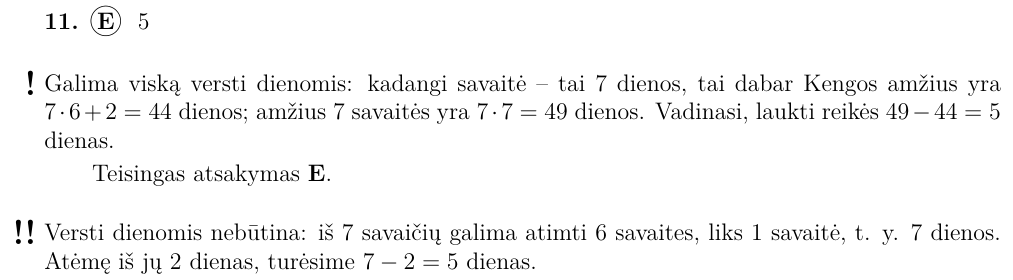 11. E 5
! Galima viską versti dienomis: kadangi savaitė – tai 7 dienos, tai dabar Kengos amžius yra
7 · 6 + 2 = 44 dienos; amžius 7 savaitės yra 7 · 7 = 49 dienos. Vadinasi, laukti reikės 49 − 44 = 5
dienas.
Teisingas atsakymas E.
!! Versti dienomis nebūtina: iš 7 savaičių galima atimti 6 savaites, liks 1 savaitė, t. y. 7 dienos.
Atėmę iš jų 2 dienas, turėsime 7 − 2 = 5 dienas.